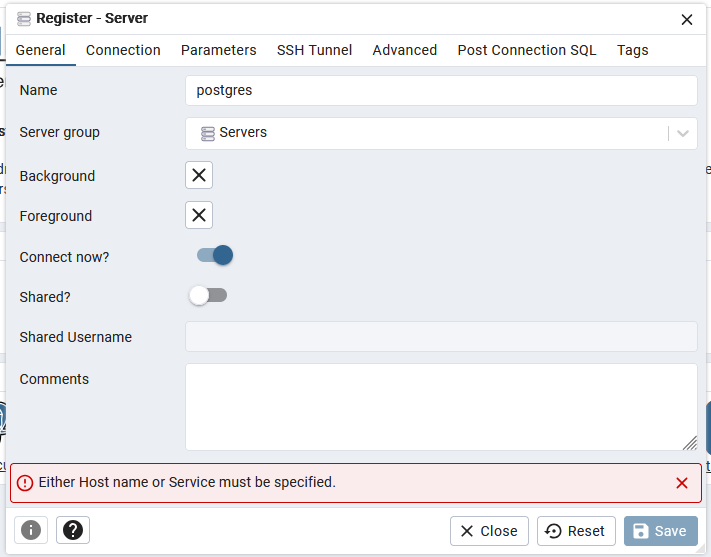 Register - Server
General Connection Parameters SSH Tunnel Advanced Post Connection SQL Tags
Name postgres
Server group Servers
Background
Foreground
Connect now?
Shared?
Shared Username
Comments
Either Host name or Service must be specified.
Close Reset Save